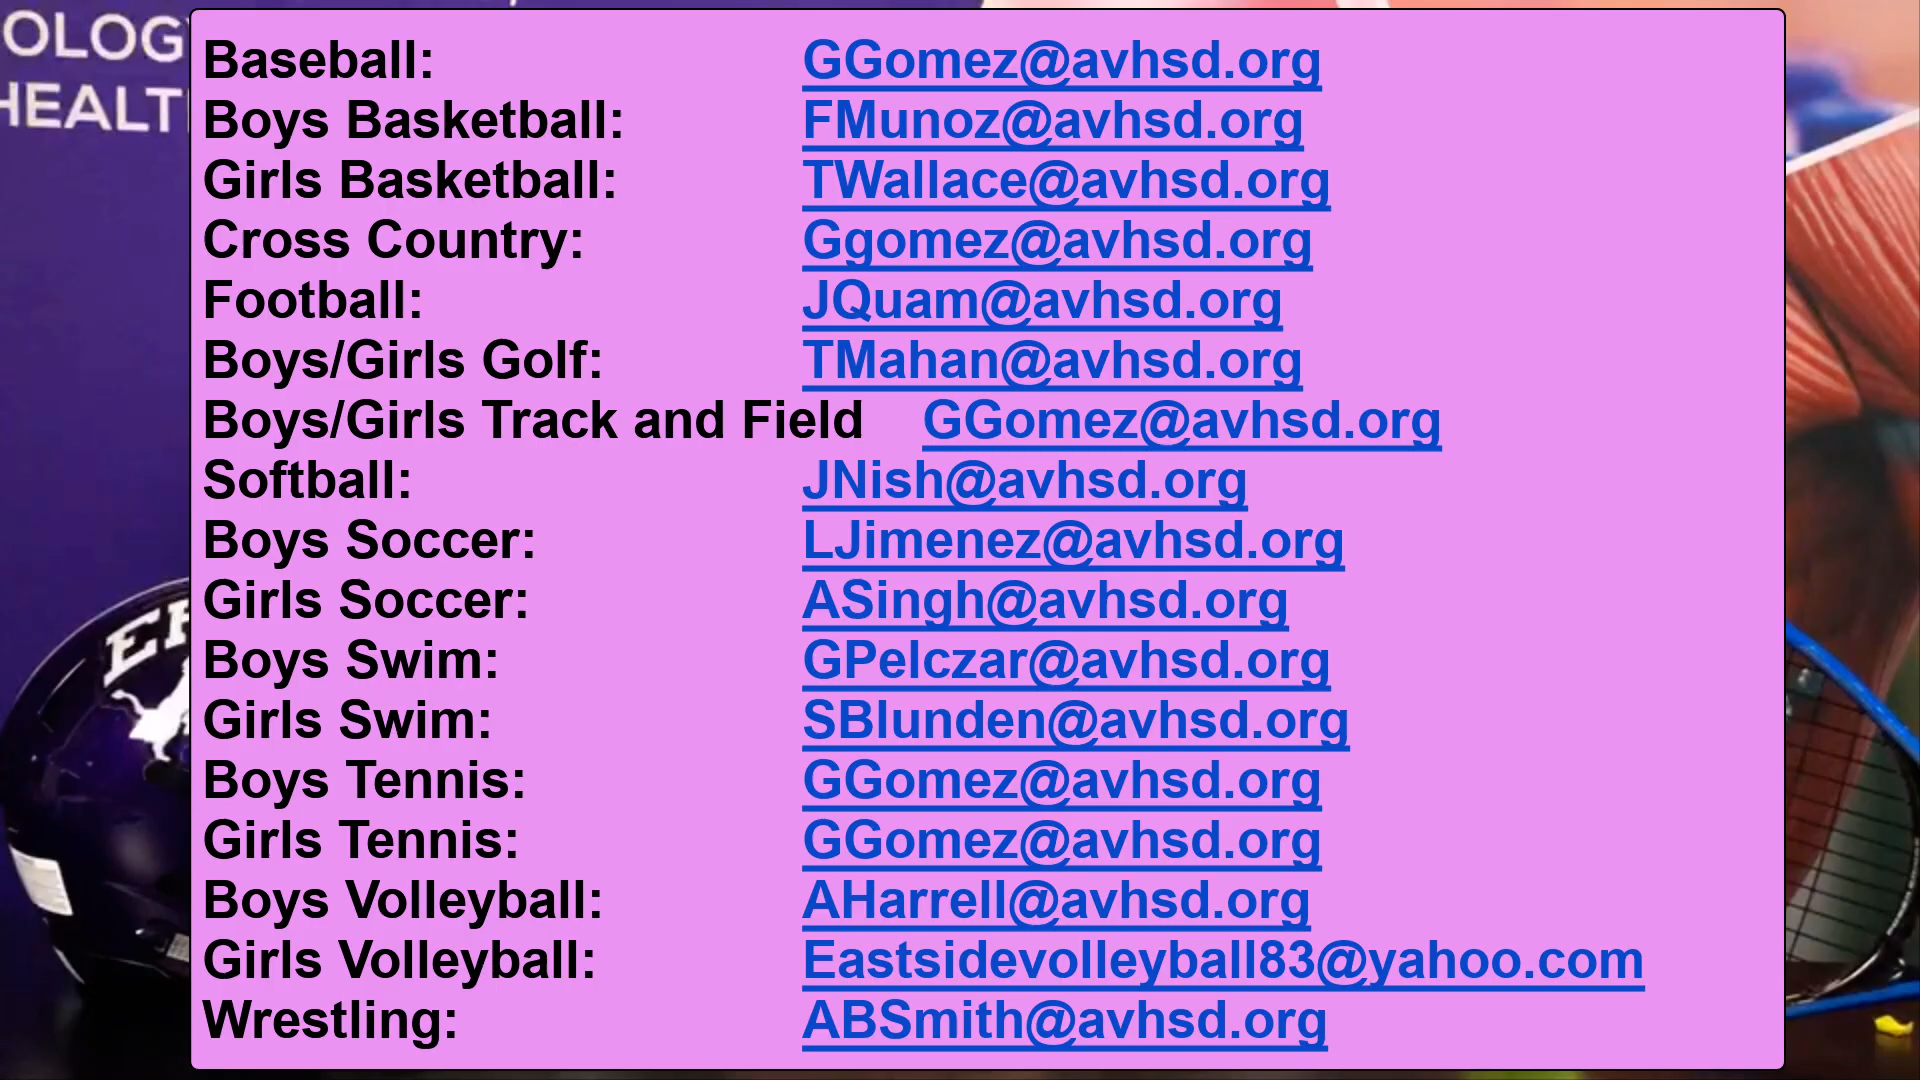 OLOG
HEALT
Baseball: GGomez@avhsd.org
Boys Basketball: FMunoz@avhsd.org
Girls Basketball: TWallace@avhsd.org
Cross Country: Ggomez@avhsd.org
Football: JQuam@avhsd.org
Boys/Girls Golf: TMahan@avhsd.org
Boys/Girls Track and Field GGomez@avhsd.org
Softball: JNish@avhsd.org
Boys Soccer: LJimenez@avhsd.org
Girls Soccer: ASingh@avhsd.org
Boys Swim: GPelczar@avhsd.org
Girls Swim: SBlunden@avhsd.org
Boys Tennis: GGomez@avhsd.org
Girls Tennis: GGomez@avhsd.org
Boys Volleyball: AHarrell@avhsd.org
Girls Volleyball: Eastsidevolleyball83@yahoo.com
Wrestling: ABSmith@avhsd.org